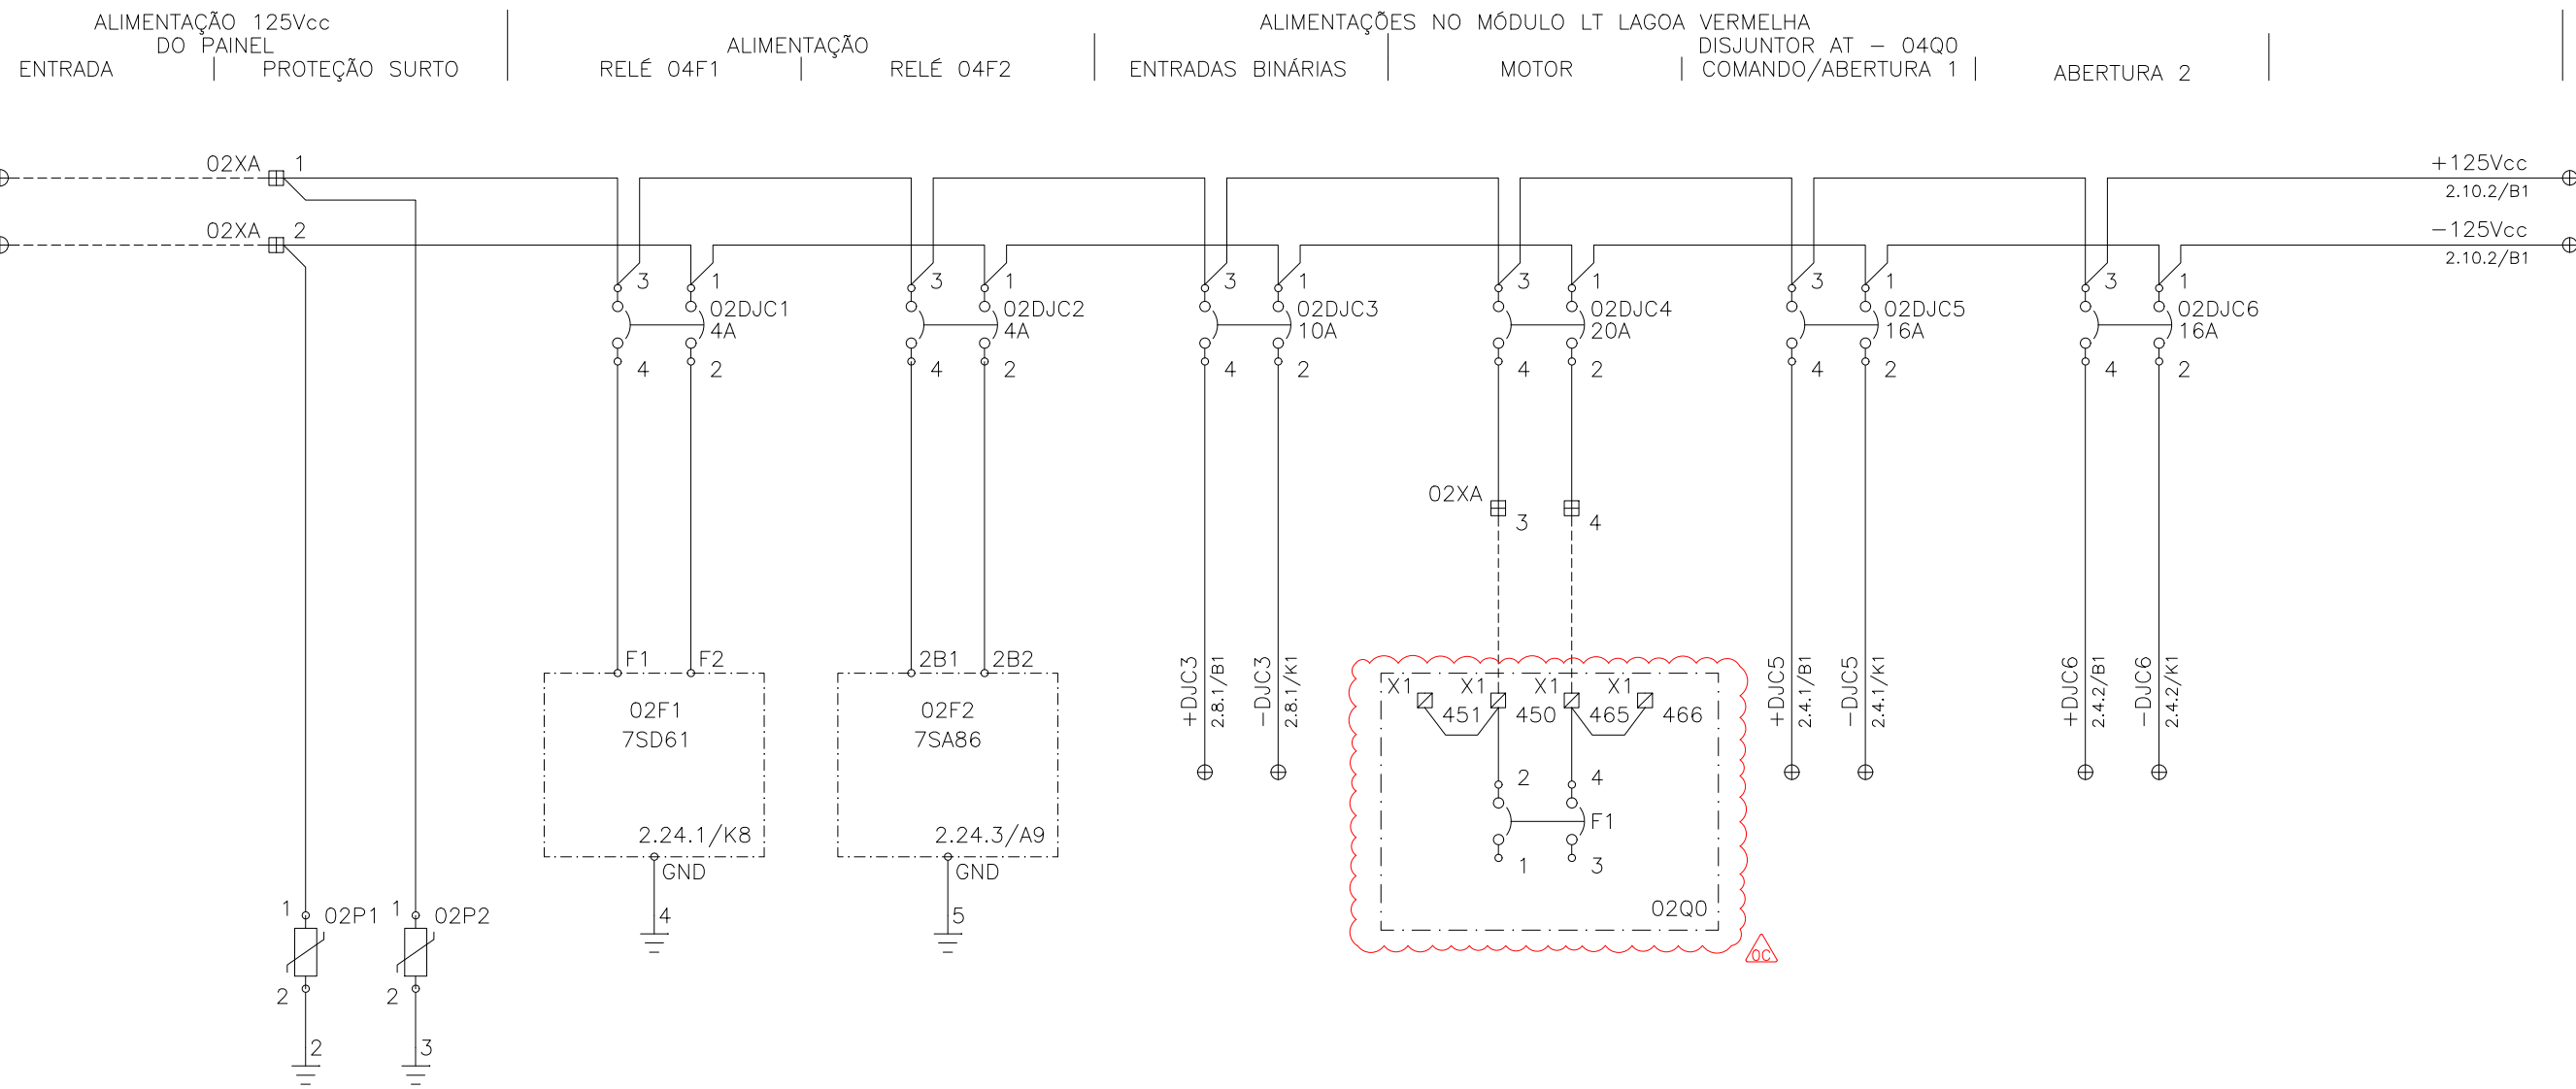 ALIMENTAÇÃO 125Vcc
DO PAINEL
ENTRADA
PROTEÇÃO SURTO
ALIMENTAÇÃO
RELÉ 04F1
RELÉ 04F2
ALIMENTAÇÕES NO MÓDULO LT LAGOA VERMELHA
ENTRADAS BINÁRIAS
MOTOR
DISJUNTOR AT - 04Q0
COMANDO/ABERTURA 1
ABERTURA 2
02XA 1
+125Vcc
2.10.2/B1
02XA 2
-125Vcc
2.10.2/B1
3 1
02DJC1
4A
4 2
3 1
02DJC2
4A
4 2
3 1
02DJC3
10A
4 2
3 1
02DJC4
20A
4 2
3 1
02DJC5
16A
4 2
3 1
02DJC6
16A
4 2
02XA
3 4
F1 F2
02F1
7SD61
2.24.1/K8
GND
4
2B1 2B2
02F2
7SA86
2.24.3/A9
GND
5
+DJC3
2.8.1/B1
-DJC3
2.8.1/K1
X1 X1 X1 X1
451 450 465 466
2 4
F1
1 3
02Q0
0C
+DJC5
2.4.1/B1
-DJC5
2.4.1/K1
+DJC6
2.4.2/B1
-DJC6
2.4.2/K1
1 02P1
2
2
1 02P2
2
3